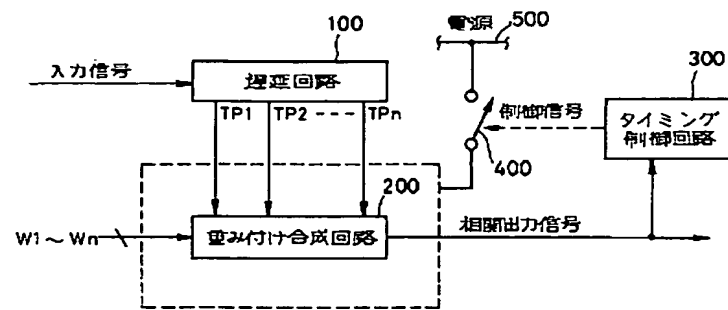 電源
500
100
300
入力信号
遅延回路
タイミング
制御回路
制御信号
TP1 TP2 --- TPn
400
200
W1～Wn
重み付け合成回路
相関出力信号